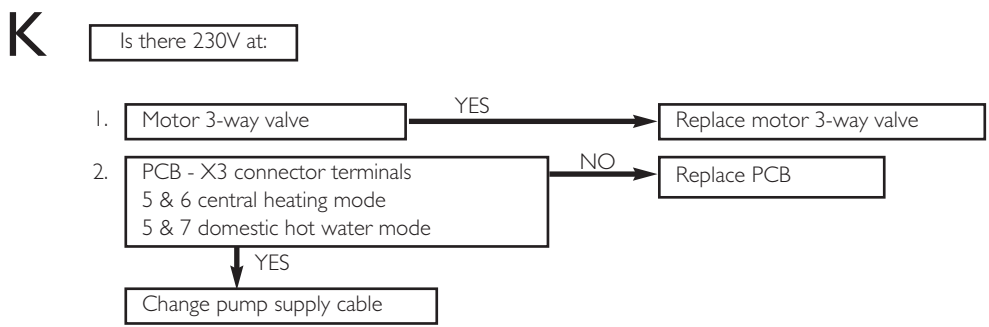 K
Is there 230V at:
1. Motor 3-way valve
YES
Replace motor 3-way valve
2. PCB - X3 connector terminals
5 & 6 central heating mode
5 & 7 domestic hot water mode
NO
Replace PCB
YES
Change pump supply cable